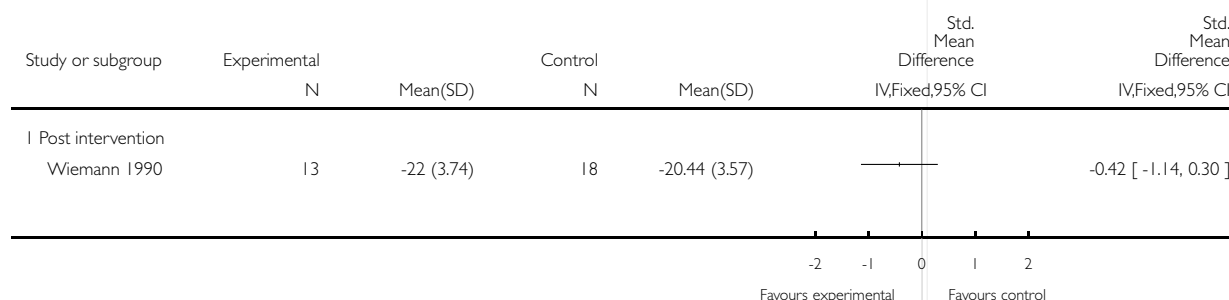 Std. Std.
Mean Mean
Study or subgroup Experimental Control Difference Difference
N Mean(SD) N Mean(SD) IV,Fixed,95% CI IV,Fixed,95% CI
1 Post intervention
Wiemann 1990 13 -22 (3.74) 18 -20.44 (3.57) -0.42 [ -1.14, 0.30 ]
-2 -1 0 1 2
Favours experimental Favours control